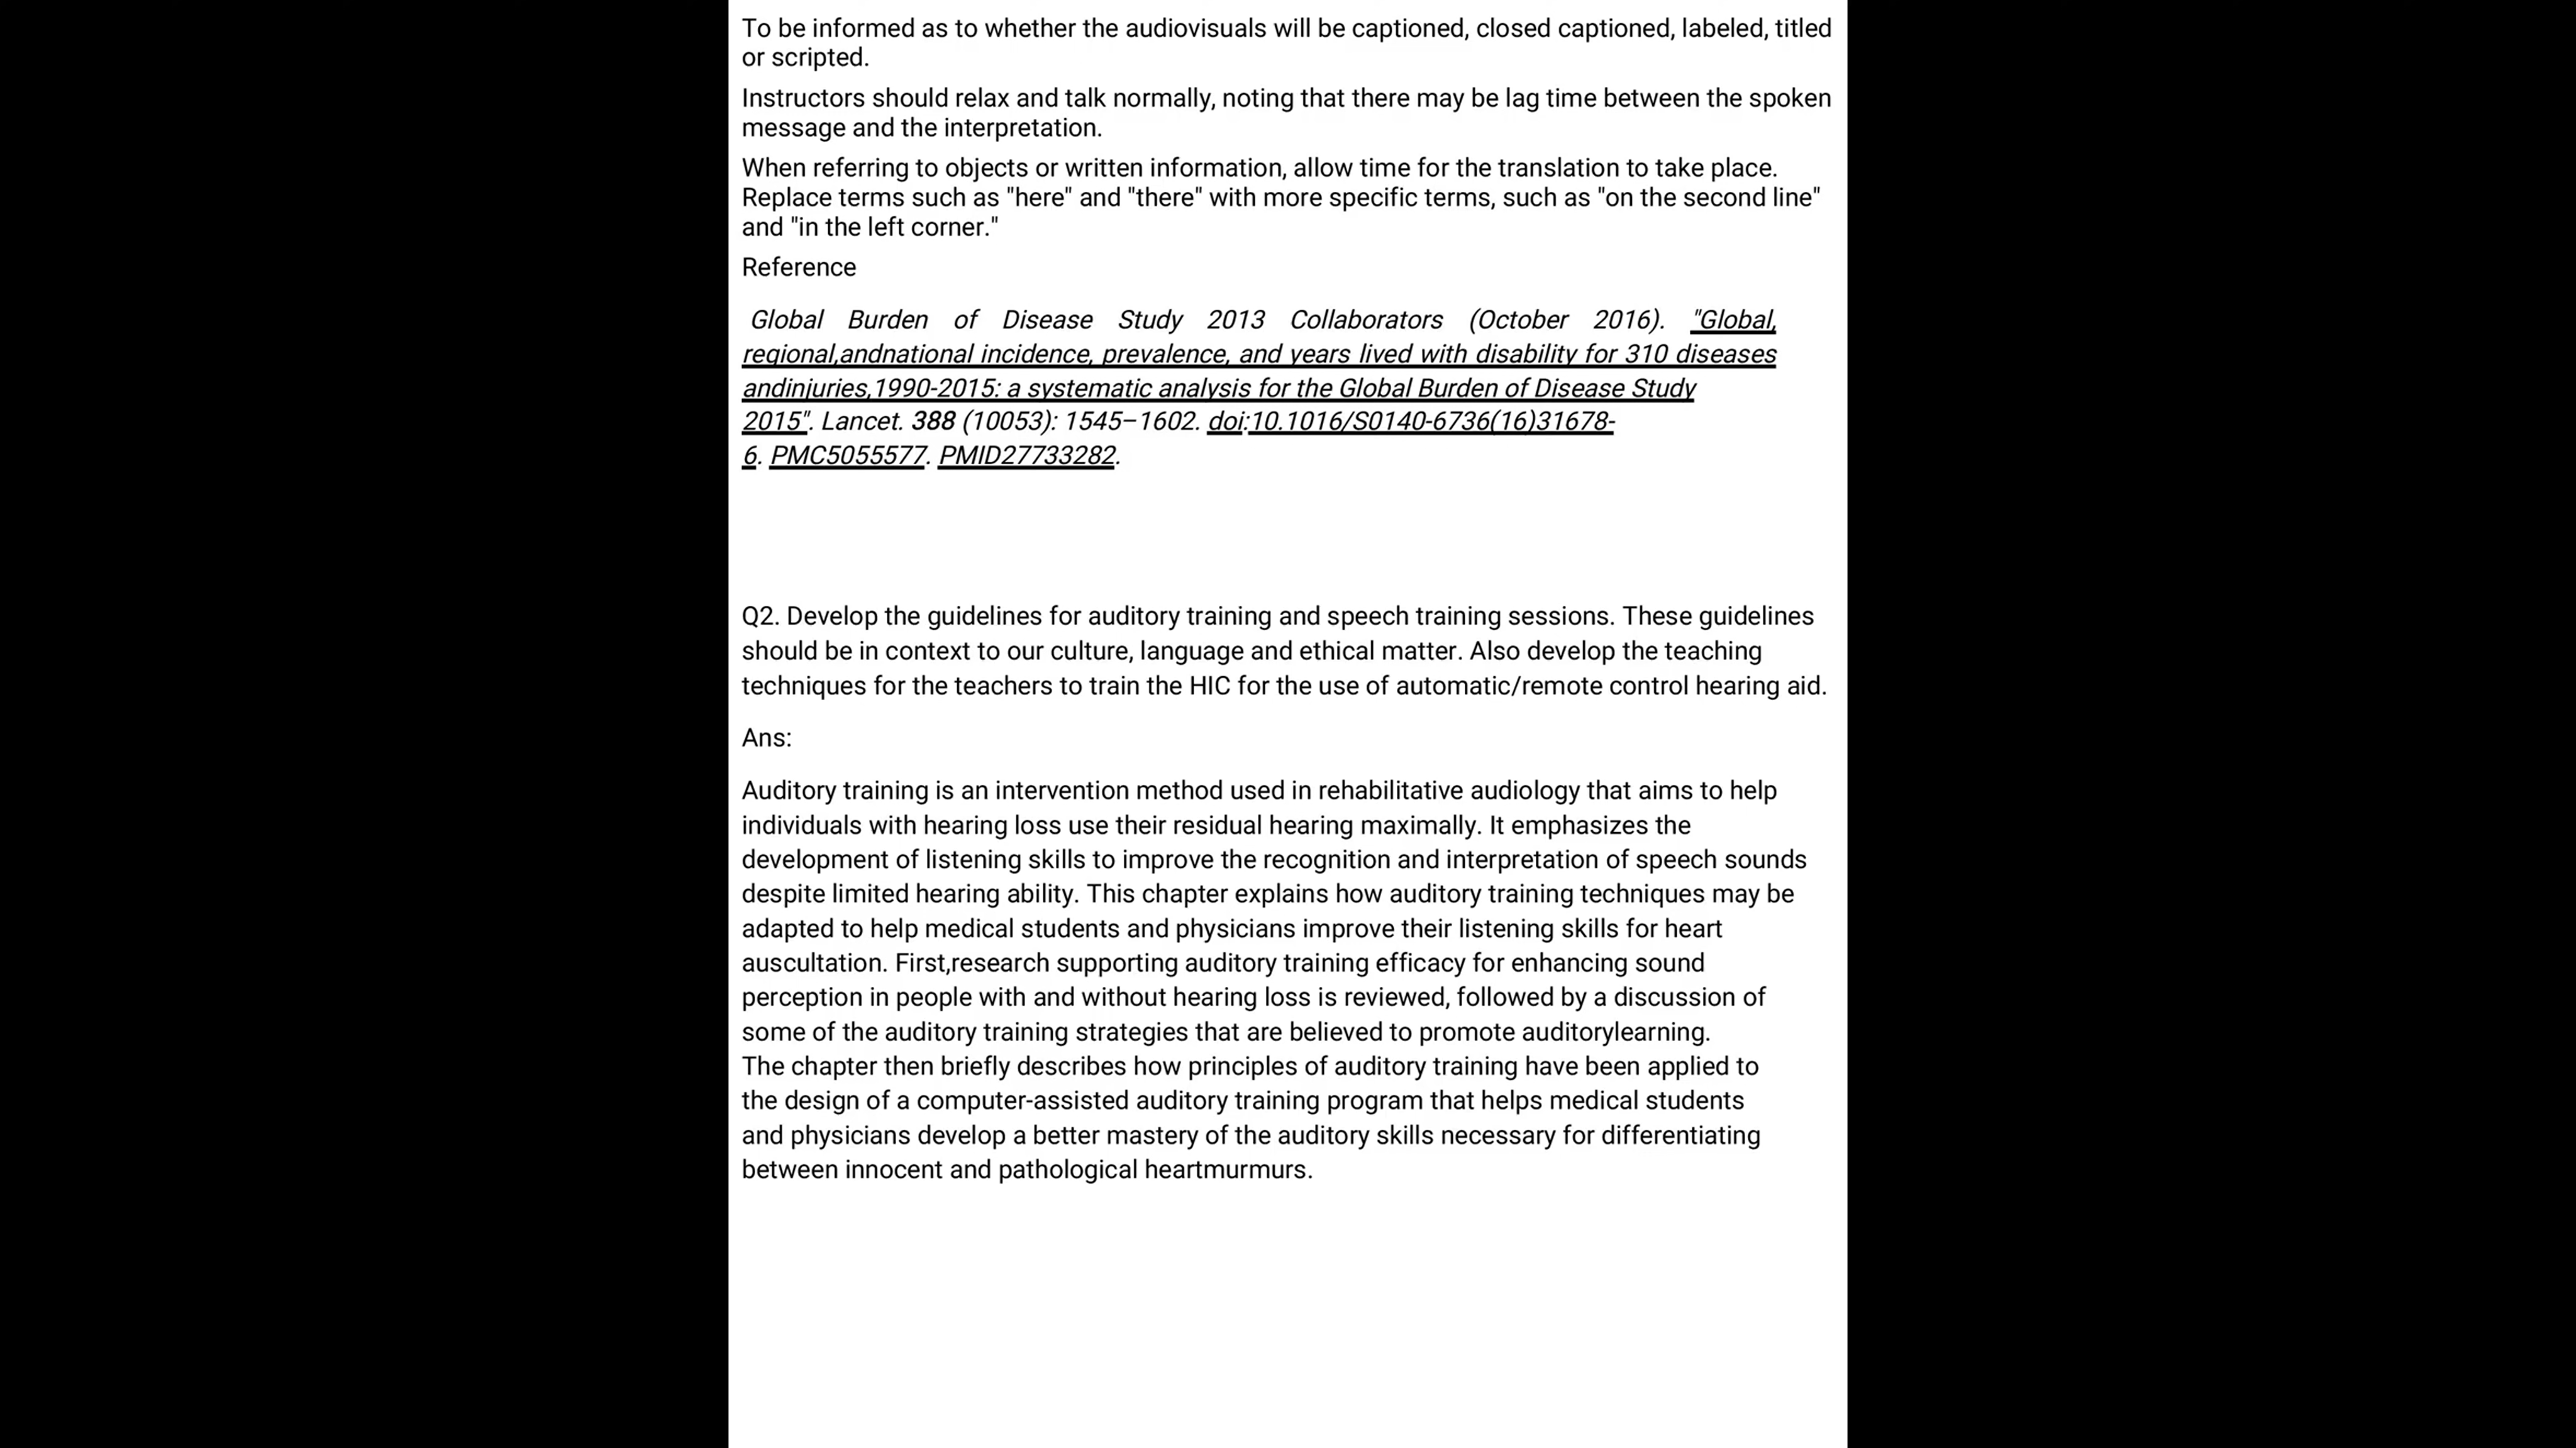 To be informed as to whether the audiovisuals will be captioned, closed captioned, labeled, titled
or scripted.
Instructors should relax and talk normally, noting that there may be lag time between the spoken
message and the interpretation.
When referring to objects or written information, allow time for the translation to take place.
Replace terms such as "here" and "there" with more specific terms, such as "on the second line"
and "in the left corner."
Reference
Global Burden of Disease Study 2013 Collaborators (October 2016). "Global,
regional,andnational incidence, prevalence, and years lived with disability for 310 diseases
andinjuries,1990-2015: a systematic analysis for the Global Burden of Disease Study
2015". Lancet. 388 (10053): 1545–1602. doi:10.1016/S0140-6736(16)31678-
6. PMC5055577. PMID27733282.
Q2. Develop the guidelines for auditory training and speech training sessions. These guidelines
should be in context to our culture, language and ethical matter. Also develop the teaching
techniques for the teachers to train the HIC for the use of automatic/remote control hearing aid.
Ans:
Auditory training is an intervention method used in rehabilitative audiology that aims to help
individuals with hearing loss use their residual hearing maximally. It emphasizes the
development of listening skills to improve the recognition and interpretation of speech sounds
despite limited hearing ability. This chapter explains how auditory training techniques may be
adapted to help medical students and physicians improve their listening skills for heart
auscultation. First,research supporting auditory training efficacy for enhancing sound
perception in people with and without hearing loss is reviewed, followed by a discussion of
some of the auditory training strategies that are believed to promote auditorylearning.
The chapter then briefly describes how principles of auditory training have been applied to
the design of a computer-assisted auditory training program that helps medical students
and physicians develop a better mastery of the auditory skills necessary for differentiating
between innocent and pathological heartmurmurs.